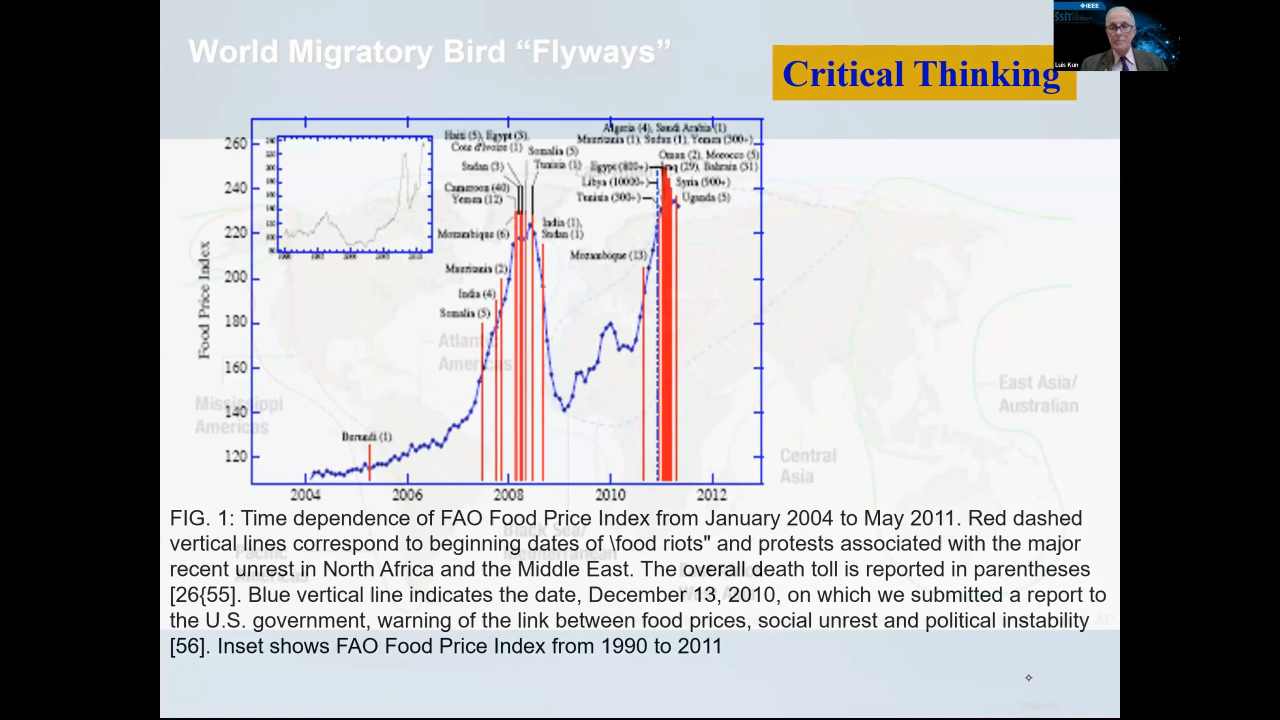 World Migratory Bird “Flyways”
Critical Thinking
IEEE
SSIT
Luis Kun
Food Price Index
260
240
220
200
180
160
140
120
2004
2006
2008
2010
2012
Haiti (5), Egypt (3),
Cote d'Ivoire (1)
Somalia (5)
Sudan (3)
Tunisia (1)
Cameroon (40)
Yemen (12)
Mozambique (6)
India (1),
Sudan (1)
Mauritania (2)
India (4)
Somalia (5)
Burundi (1)
Algeria (4), Saudi Arabia (1)
Mauritania (1), Sudan (1), Yemen (300+)
Oman (2), Morocco (5)
Egypt (800+)
Iraq (29), Bahrain (31)
Libya (10000+)
Syria (900+)
Tunisia (300+)
Uganda (5)
Mozambique (13)
Atlantic
Americas
Mississippi
Americas
East Asia/
Australian
Central
Asia
Black Sea/
Mediterranean
Pacific
Americas
FIG. 1: Time dependence of FAO Food Price Index from January 2004 to May 2011. Red dashed
vertical lines correspond to beginning dates of \food riots" and protests associated with the major
recent unrest in North Africa and the Middle East. The overall death toll is reported in parentheses
[26{55]. Blue vertical line indicates the date, December 13, 2010, on which we submitted a report to
the U.S. government, warning of the link between food prices, social unrest and political instability
[56]. Inset shows FAO Food Price Index from 1990 to 2011